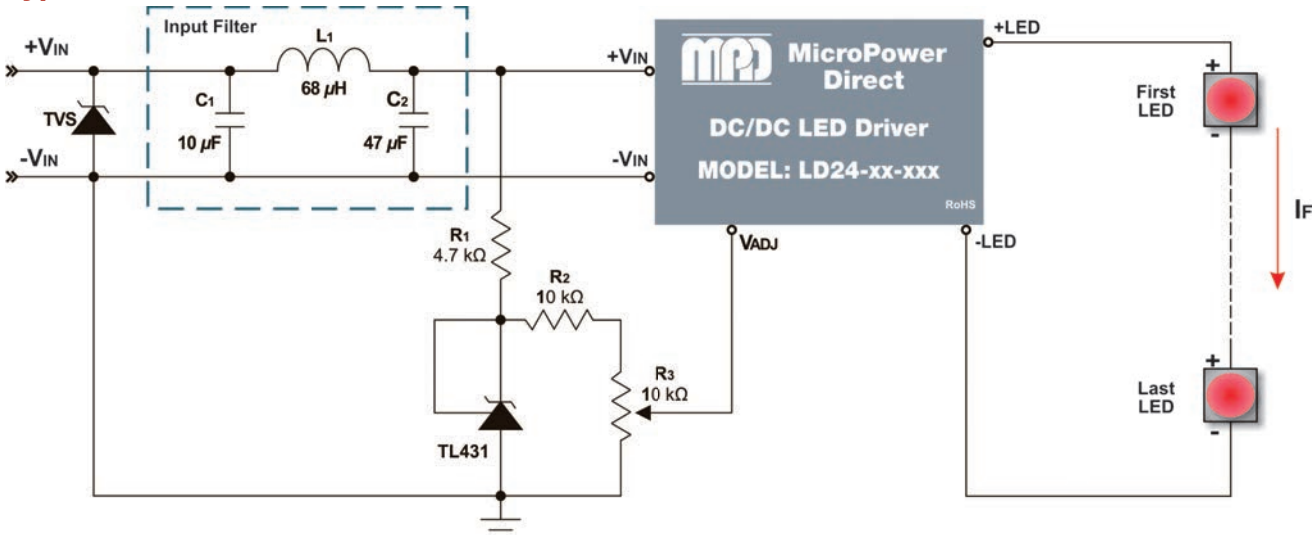 Input Filter
+VIN
L1
68 µH
C1
10 µF
C2
47 µF
TVS
-VIN
+VIN
-VIN
MPD MicroPower
Direct
DC/DC LED Driver
MODEL: LD24-xx-xxx
RoHS
+LED
-LED
VADJ
First
LED
+
-
IF
Last
LED
+
-
R1
4.7 kΩ
R2
10 kΩ
R3
10 kΩ
TL431